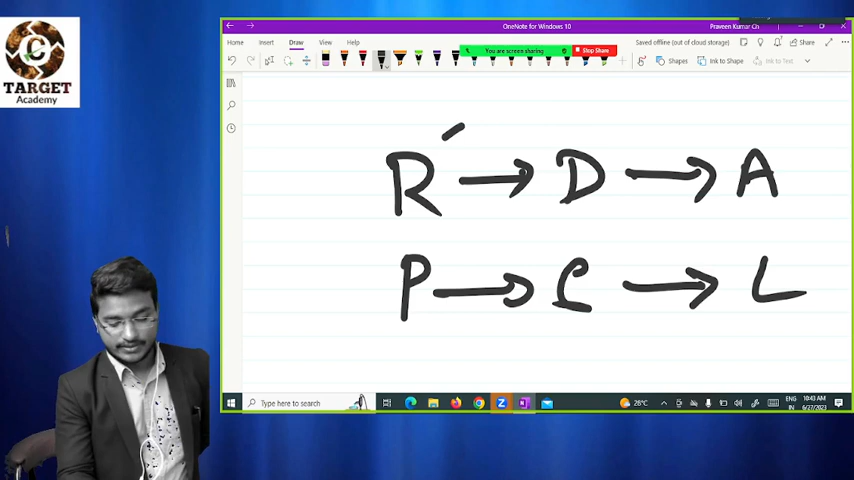 TARGET
Academy
OneNote for Windows 10
Praveen Kumar Ch
Home Insert Draw View Help
You are screen sharing
Stop Share
Saved offline (out of cloud storage)
Share
Shapes
Ink to Shape
Ink to Text
R → D → A
P → C → L
Type here to search
28°C
ENG
IN
10:43 AM
6/27/2023